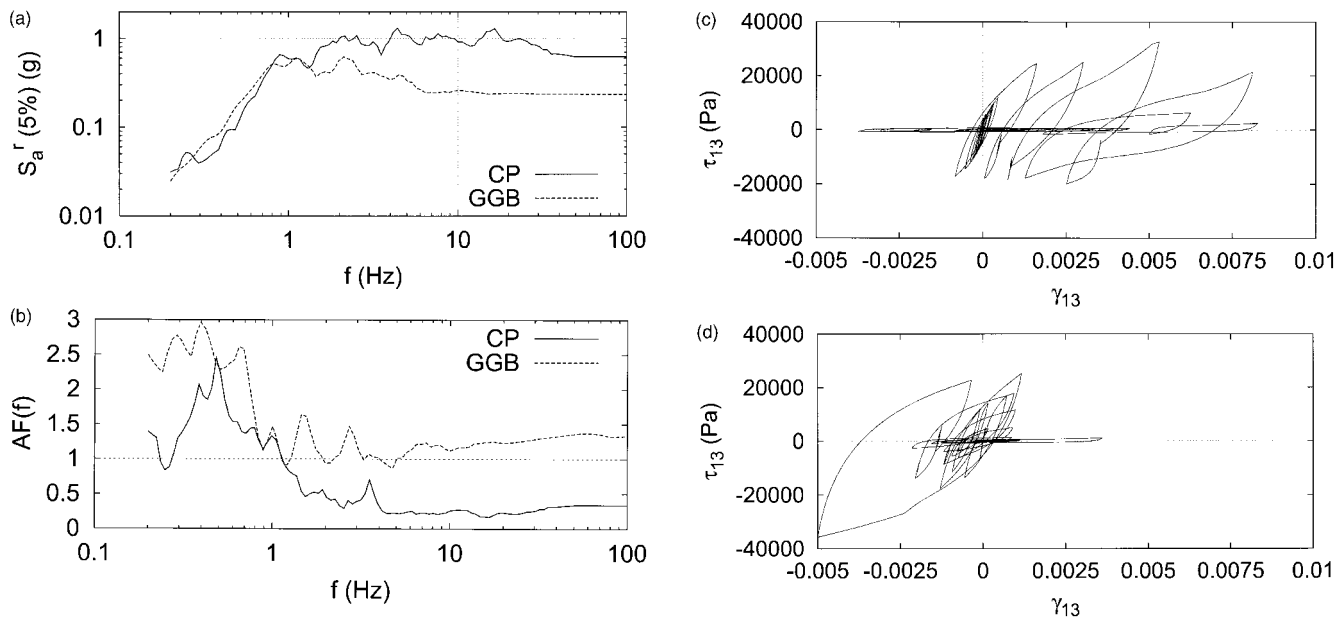 (a)
S_a^r (5%) (g)
1
0.1
0.01
CP
GGB
0.1 1 10 100
f (Hz)
(b)
AF(f)
3
2.5
2
1.5
1
0.5
0
CP
GGB
0.1 1 10 100
f (Hz)
(c)
τ₁₃ (Pa)
40000
20000
0
-20000
-40000
-0.005 -0.0025 0 0.0025 0.005 0.0075 0.01
γ₁₃
(d)
τ₁₃ (Pa)
40000
20000
0
-20000
-40000
-0.005 -0.0025 0 0.0025 0.005 0.0075 0.01
γ₁₃